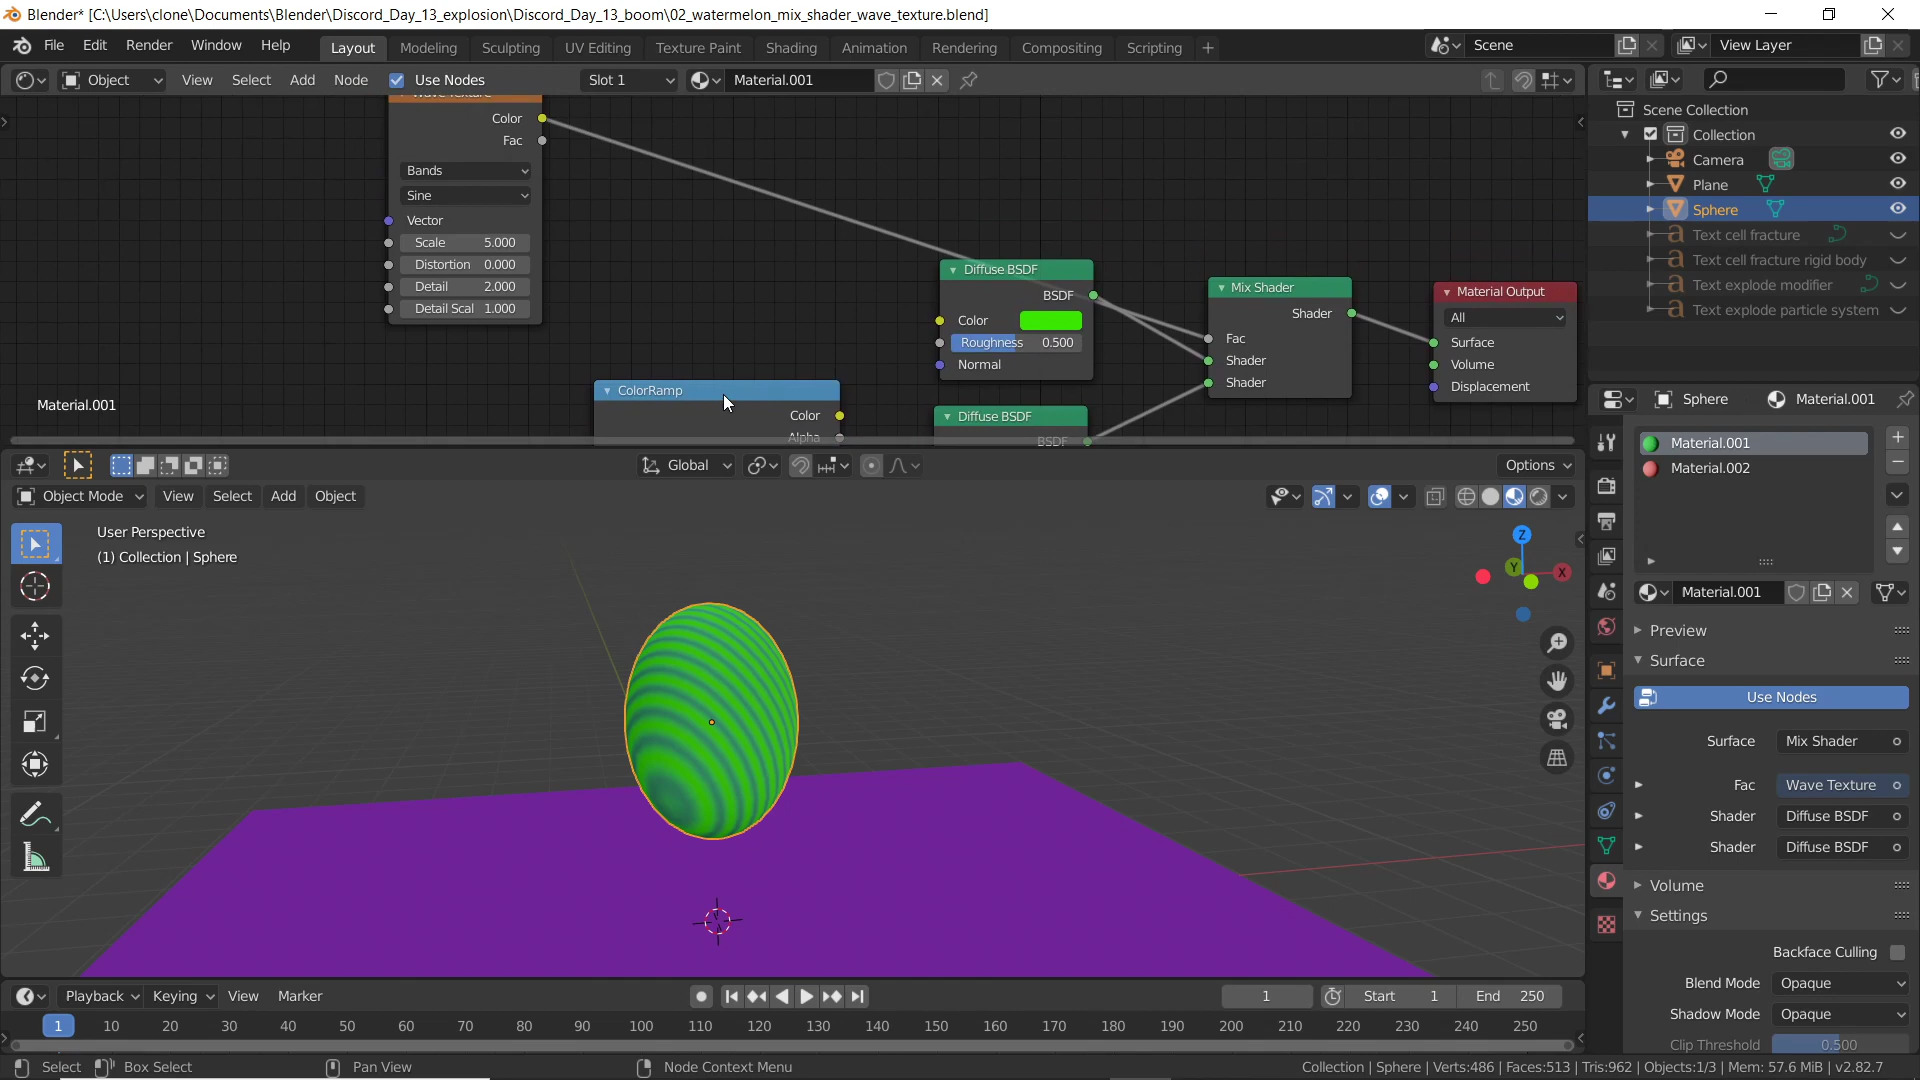 Blender* [C:\Users\clone\Documents\Blender\Discord_Day_13_explosion\Discord_Day_13_boom\02_watermelon_mix_shader_wave_texture.blend]
File Edit Render Window Help Layout Modeling Sculpting UV Editing Texture Paint Shading Animation Rendering Compositing Scripting + Scene View Layer
Object View Select Add Node Use Nodes Slot 1 Material.001
Wave Texture
Color
Fac
Bands
Sine
Vector
Scale 5.000
Distortion 0.000
Detail 2.000
Detail Scal 1.000
Diffuse BSDF
BSDF
Color
Roughness 0.500
Normal
Mix Shader
Shader
Fac
Shader
Shader
Material Output
All
Surface
Volume
Displacement
ColorRamp
Color
Alpha
Diffuse BSDF
BSDF
Material.001
Scene Collection
Collection
Camera
Plane
Sphere
Text cell fracture
Text cell fracture rigid body
Text explode modifier
Text explode particle system
Sphere Material.001
Material.001
Material.002
Material.001
Preview
Surface
Use Nodes
Surface Mix Shader
Fac Wave Texture
Shader Diffuse BSDF
Shader Diffuse BSDF
Volume
Settings
Backface Culling
Blend Mode Opaque
Shadow Mode Opaque
Clip Threshold 0.500
Global Options
Object Mode View Select Add Object
User Perspective
(1) Collection | Sphere
Z
Y
X
Playback Keying View Marker 1 Start 1 End 250
1 10 20 30 40 50 60 70 80 90 100 110 120 130 140 150 160 170 180 190 200 210 220 230 240 250
Select Box Select Pan View Node Context Menu Collection | Sphere | Verts:486 | Faces:513 | Tris:962 | Objects:1/3 | Mem: 57.6 MiB | v2.82.7